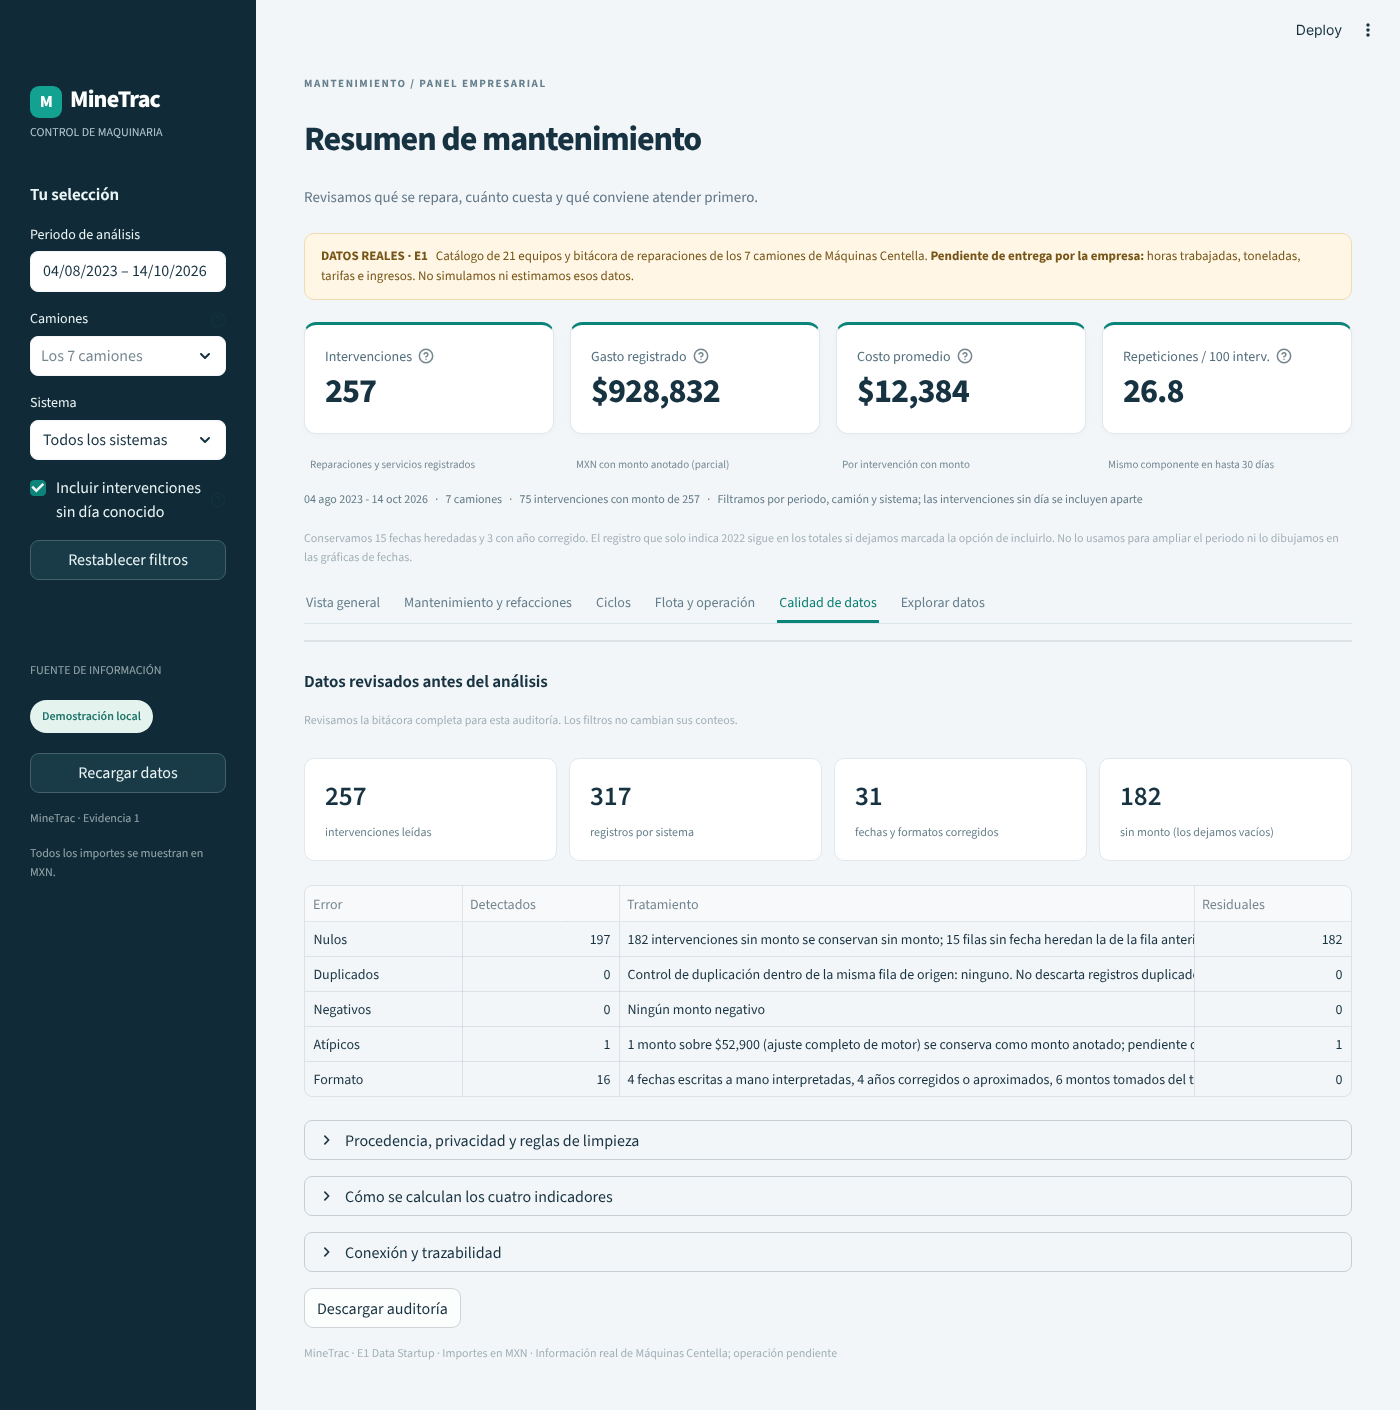 Deploy
M MineTrac
CONTROL DE MAQUINARIA
Tu selección
Periodo de análisis
04/08/2023 – 14/10/2026
Camiones
Los 7 camiones
Sistema
Todos los sistemas
Incluir intervenciones
sin día conocido
Restablecer filtros
FUENTE DE INFORMACIÓN
Demostración local
Recargar datos
MineTrac · Evidencia 1
Todos los importes se muestran en
MXN.
MANTENIMIENTO / PANEL EMPRESARIAL
Resumen de mantenimiento
Revisamos qué se repara, cuánto cuesta y qué conviene atender primero.
DATOS REALES · E1 Catálogo de 21 equipos y bitácora de reparaciones de los 7 camiones de Máquinas Centella. Pendiente de entrega por la empresa: horas trabajadas, toneladas,
tarifas e ingresos. No simulamos ni estimamos esos datos.
Intervenciones
257
Reparaciones y servicios registrados
Gasto registrado
$928,832
MXN con monto anotado (parcial)
Costo promedio
$12,384
Por intervención con monto
Repeticiones / 100 interv.
26.8
Mismo componente en hasta 30 días
04 ago 2023 - 14 oct 2026 · 7 camiones · 75 intervenciones con monto de 257 · Filtramos por periodo, camión y sistema; las intervenciones sin día se incluyen aparte
Conservamos 15 fechas heredadas y 3 con año corregido. El registro que solo indica 2022 sigue en los totales si dejamos marcada la opción de incluirlo. No lo usamos para ampliar el periodo ni lo dibujamos en
las gráficas de fechas.
Vista general Mantenimiento y refacciones Ciclos Flota y operación Calidad de datos Explorar datos
Datos revisados antes del análisis
Revisamos la bitácora completa para esta auditoría. Los filtros no cambian sus conteos.
257
intervenciones leídas
317
registros por sistema
31
fechas y formatos corregidos
182
sin monto (los dejamos vacíos)
Error Detectados Tratamiento Residuales
Nulos 197 182 intervenciones sin monto se conservan sin monto; 15 filas sin fecha heredan la de la fila anteri 182
Duplicados 0 Control de duplicación dentro de la misma fila de origen: ninguno. No descarta registros duplicad 0
Negativos 0 Ningún monto negativo 0
Atípicos 1 1 monto sobre $52,900 (ajuste completo de motor) se conserva como monto anotado; pendiente 1
Formato 16 4 fechas escritas a mano interpretadas, 4 años corregidos o aproximados, 6 montos tomados del t 0
Procedencia, privacidad y reglas de limpieza
Cómo se calculan los cuatro indicadores
Conexión y trazabilidad
Descargar auditoría
MineTrac · E1 Data Startup · Importes en MXN · Información real de Máquinas Centella; operación pendiente